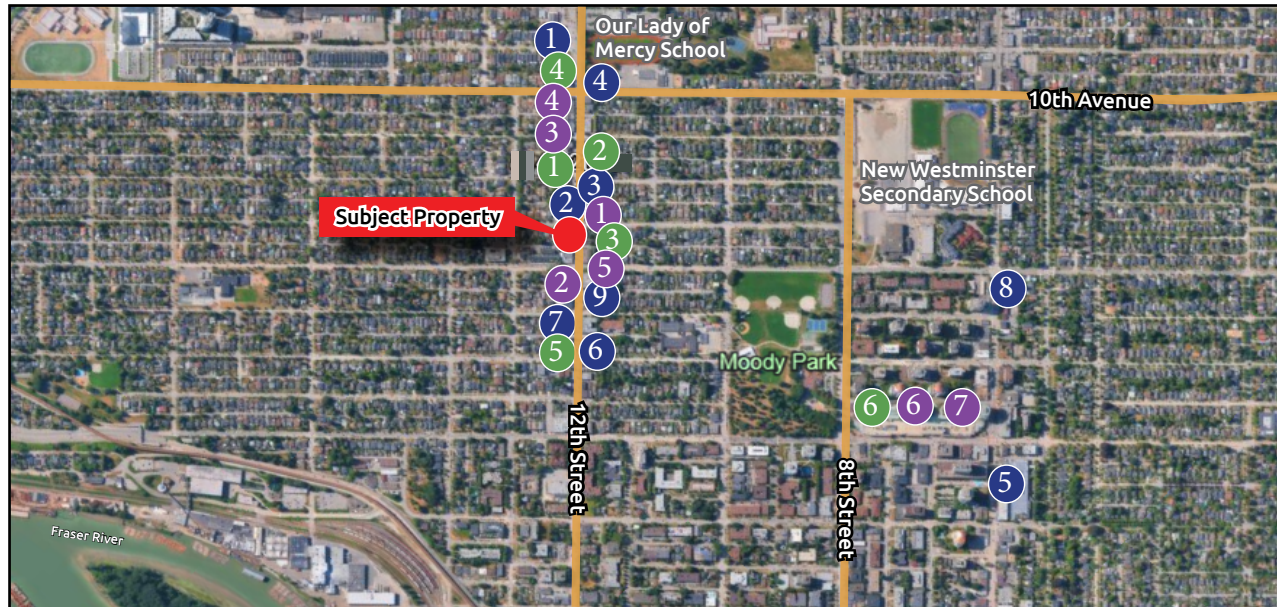 Our Lady of
Mercy School
1
4
4
4
10th Avenue
3
2
1
New Westminster
Secondary School
3
2
1
Subject Property
3
5
2
8
9
7
6
5
Moody Park
6
6
7
12th Street
8th Street
5
Fraser River